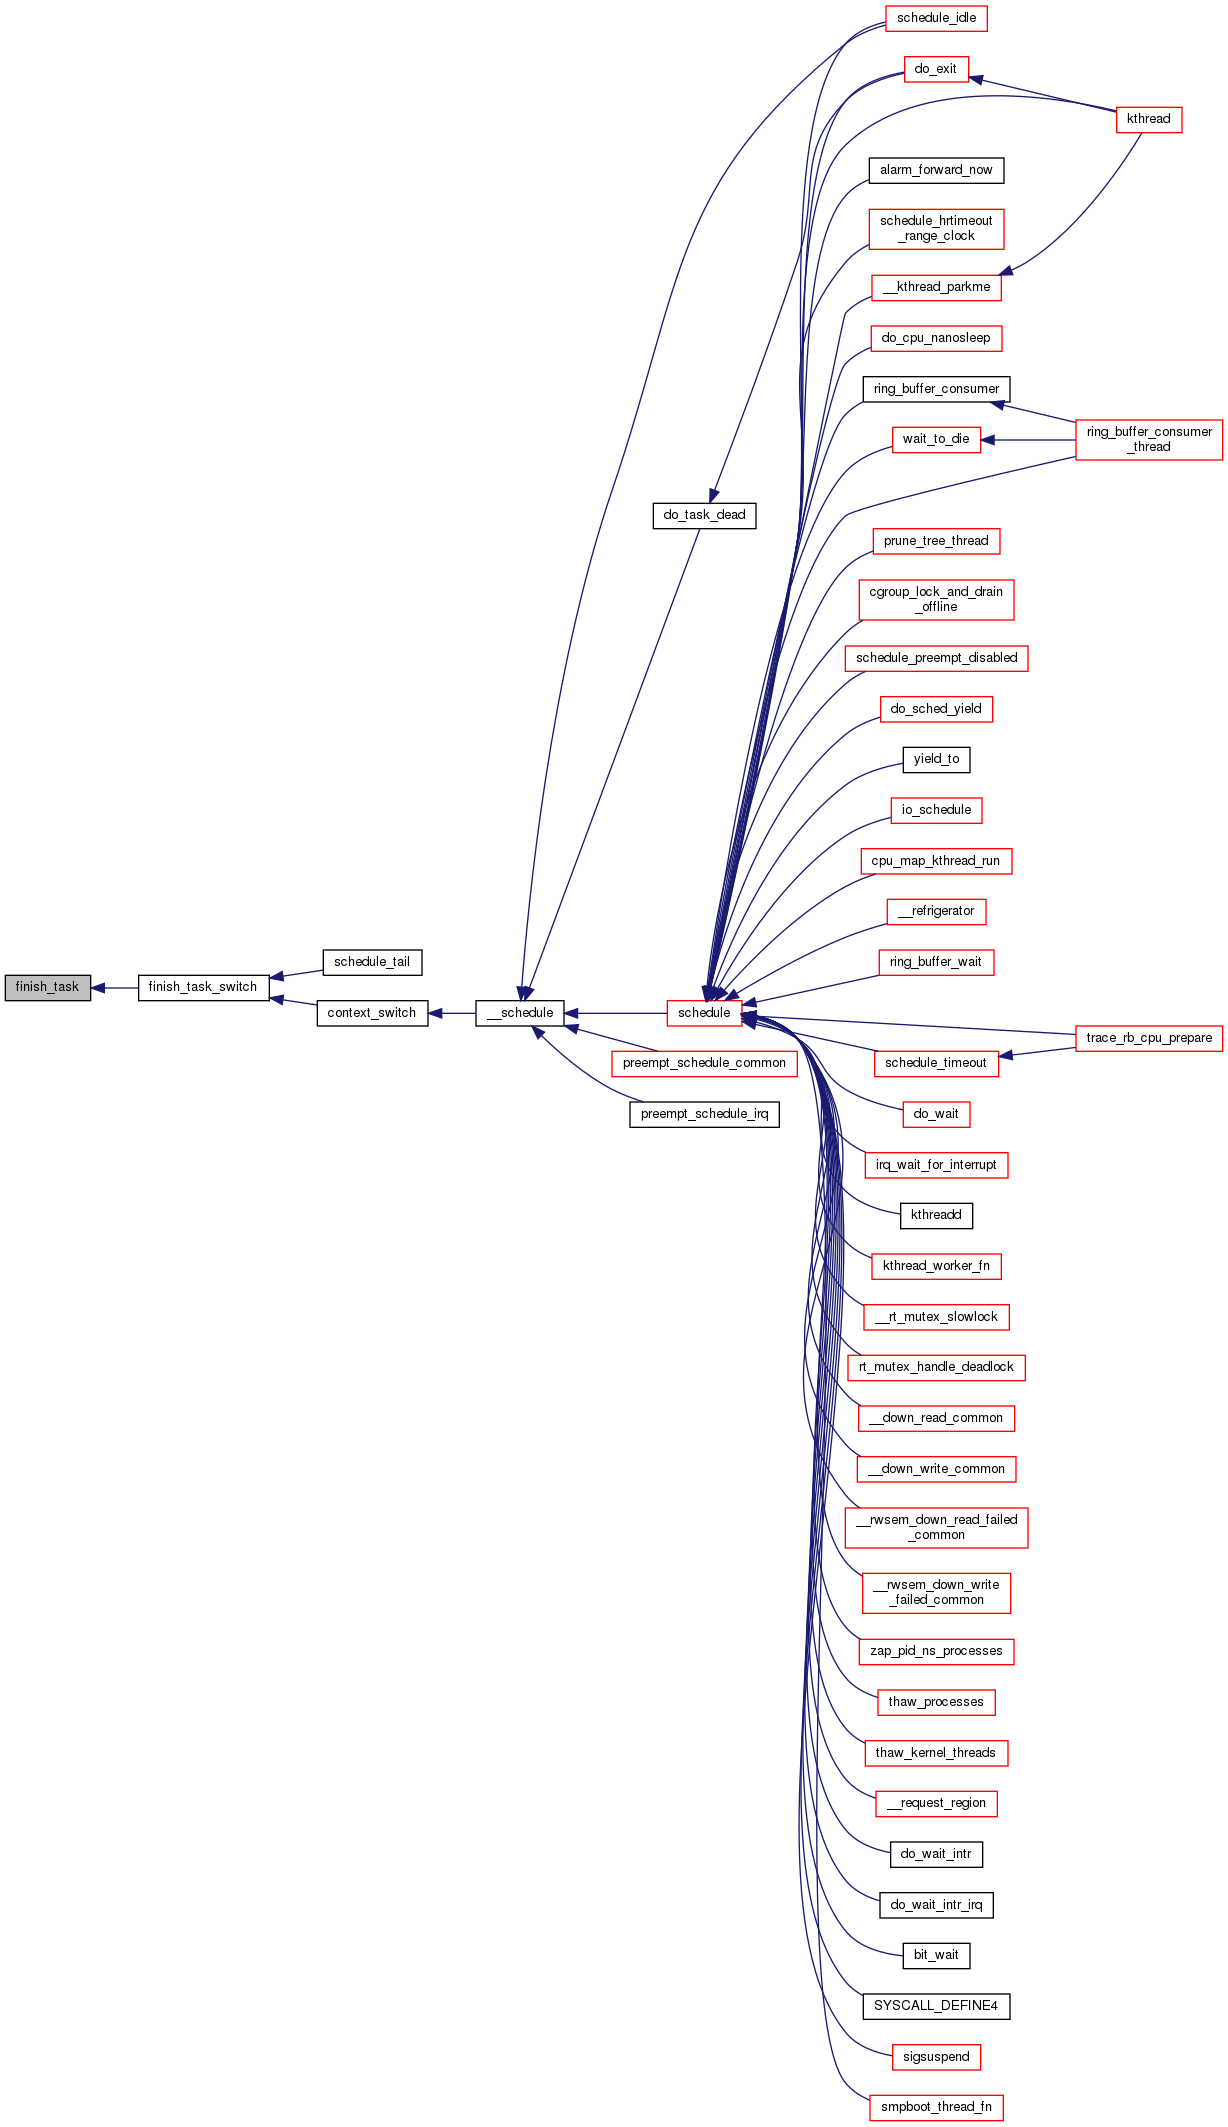 schedule_idle
do_exit
kthread
alarm_forward_now
schedule_hrtimeout
_range_clock
__kthread_parkme
do_cpu_nanosleep
ring_buffer_consumer
wait_to_die
ring_buffer_consumer
_thread
do_task_dead
prune_tree_thread
cgroup_lock_and_drain
_offline
schedule_preempt_disabled
do_sched_yield
yield_to
io_schedule
cpu_map_kthread_run
__refrigerator
schedule_tail
ring_buffer_wait
finish_task
finish_task_switch
context_switch
__schedule
schedule
trace_rb_cpu_prepare
preempt_schedule_common
schedule_timeout
preempt_schedule_irq
do_wait
irq_wait_for_interrupt
kthreadd
kthread_worker_fn
__rt_mutex_slowlock
rt_mutex_handle_deadlock
__down_read_common
__down_write_common
__rwsem_down_read_failed
_common
__rwsem_down_write
_failed_common
zap_pid_ns_processes
thaw_processes
thaw_kernel_threads
__request_region
do_wait_intr
do_wait_intr_irq
bit_wait
SYSCALL_DEFINE4
sigsuspend
smpboot_thread_fn